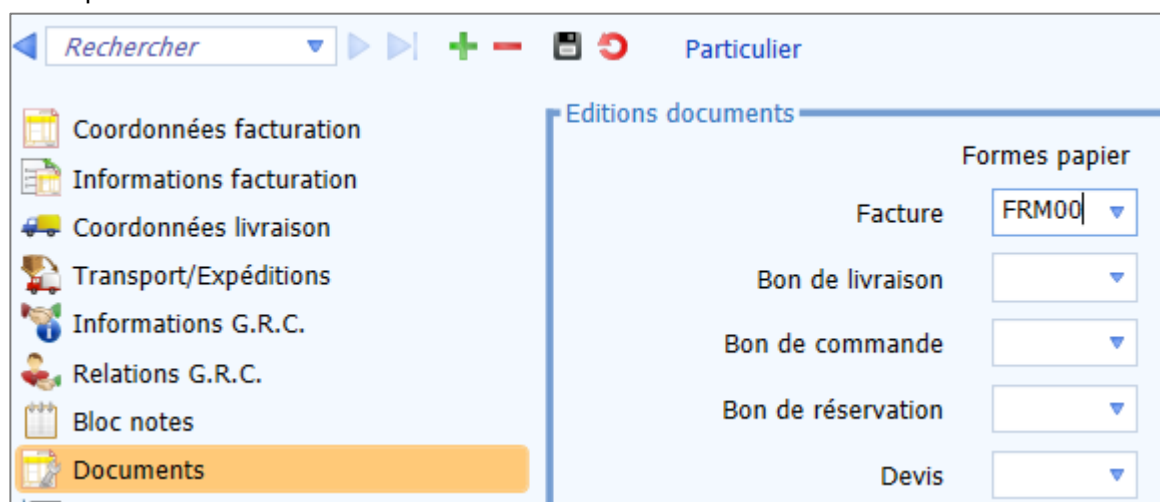 Rechercher
Particulier
Coordonnées facturation
Informations facturation
Coordonnées livraison
Transport/Expéditions
Informations G.R.C.
Relations G.R.C.
Bloc notes
Documents
Editions documents
Formes papier
Facture FRM00
Bon de livraison
Bon de commande
Bon de réservation
Devis